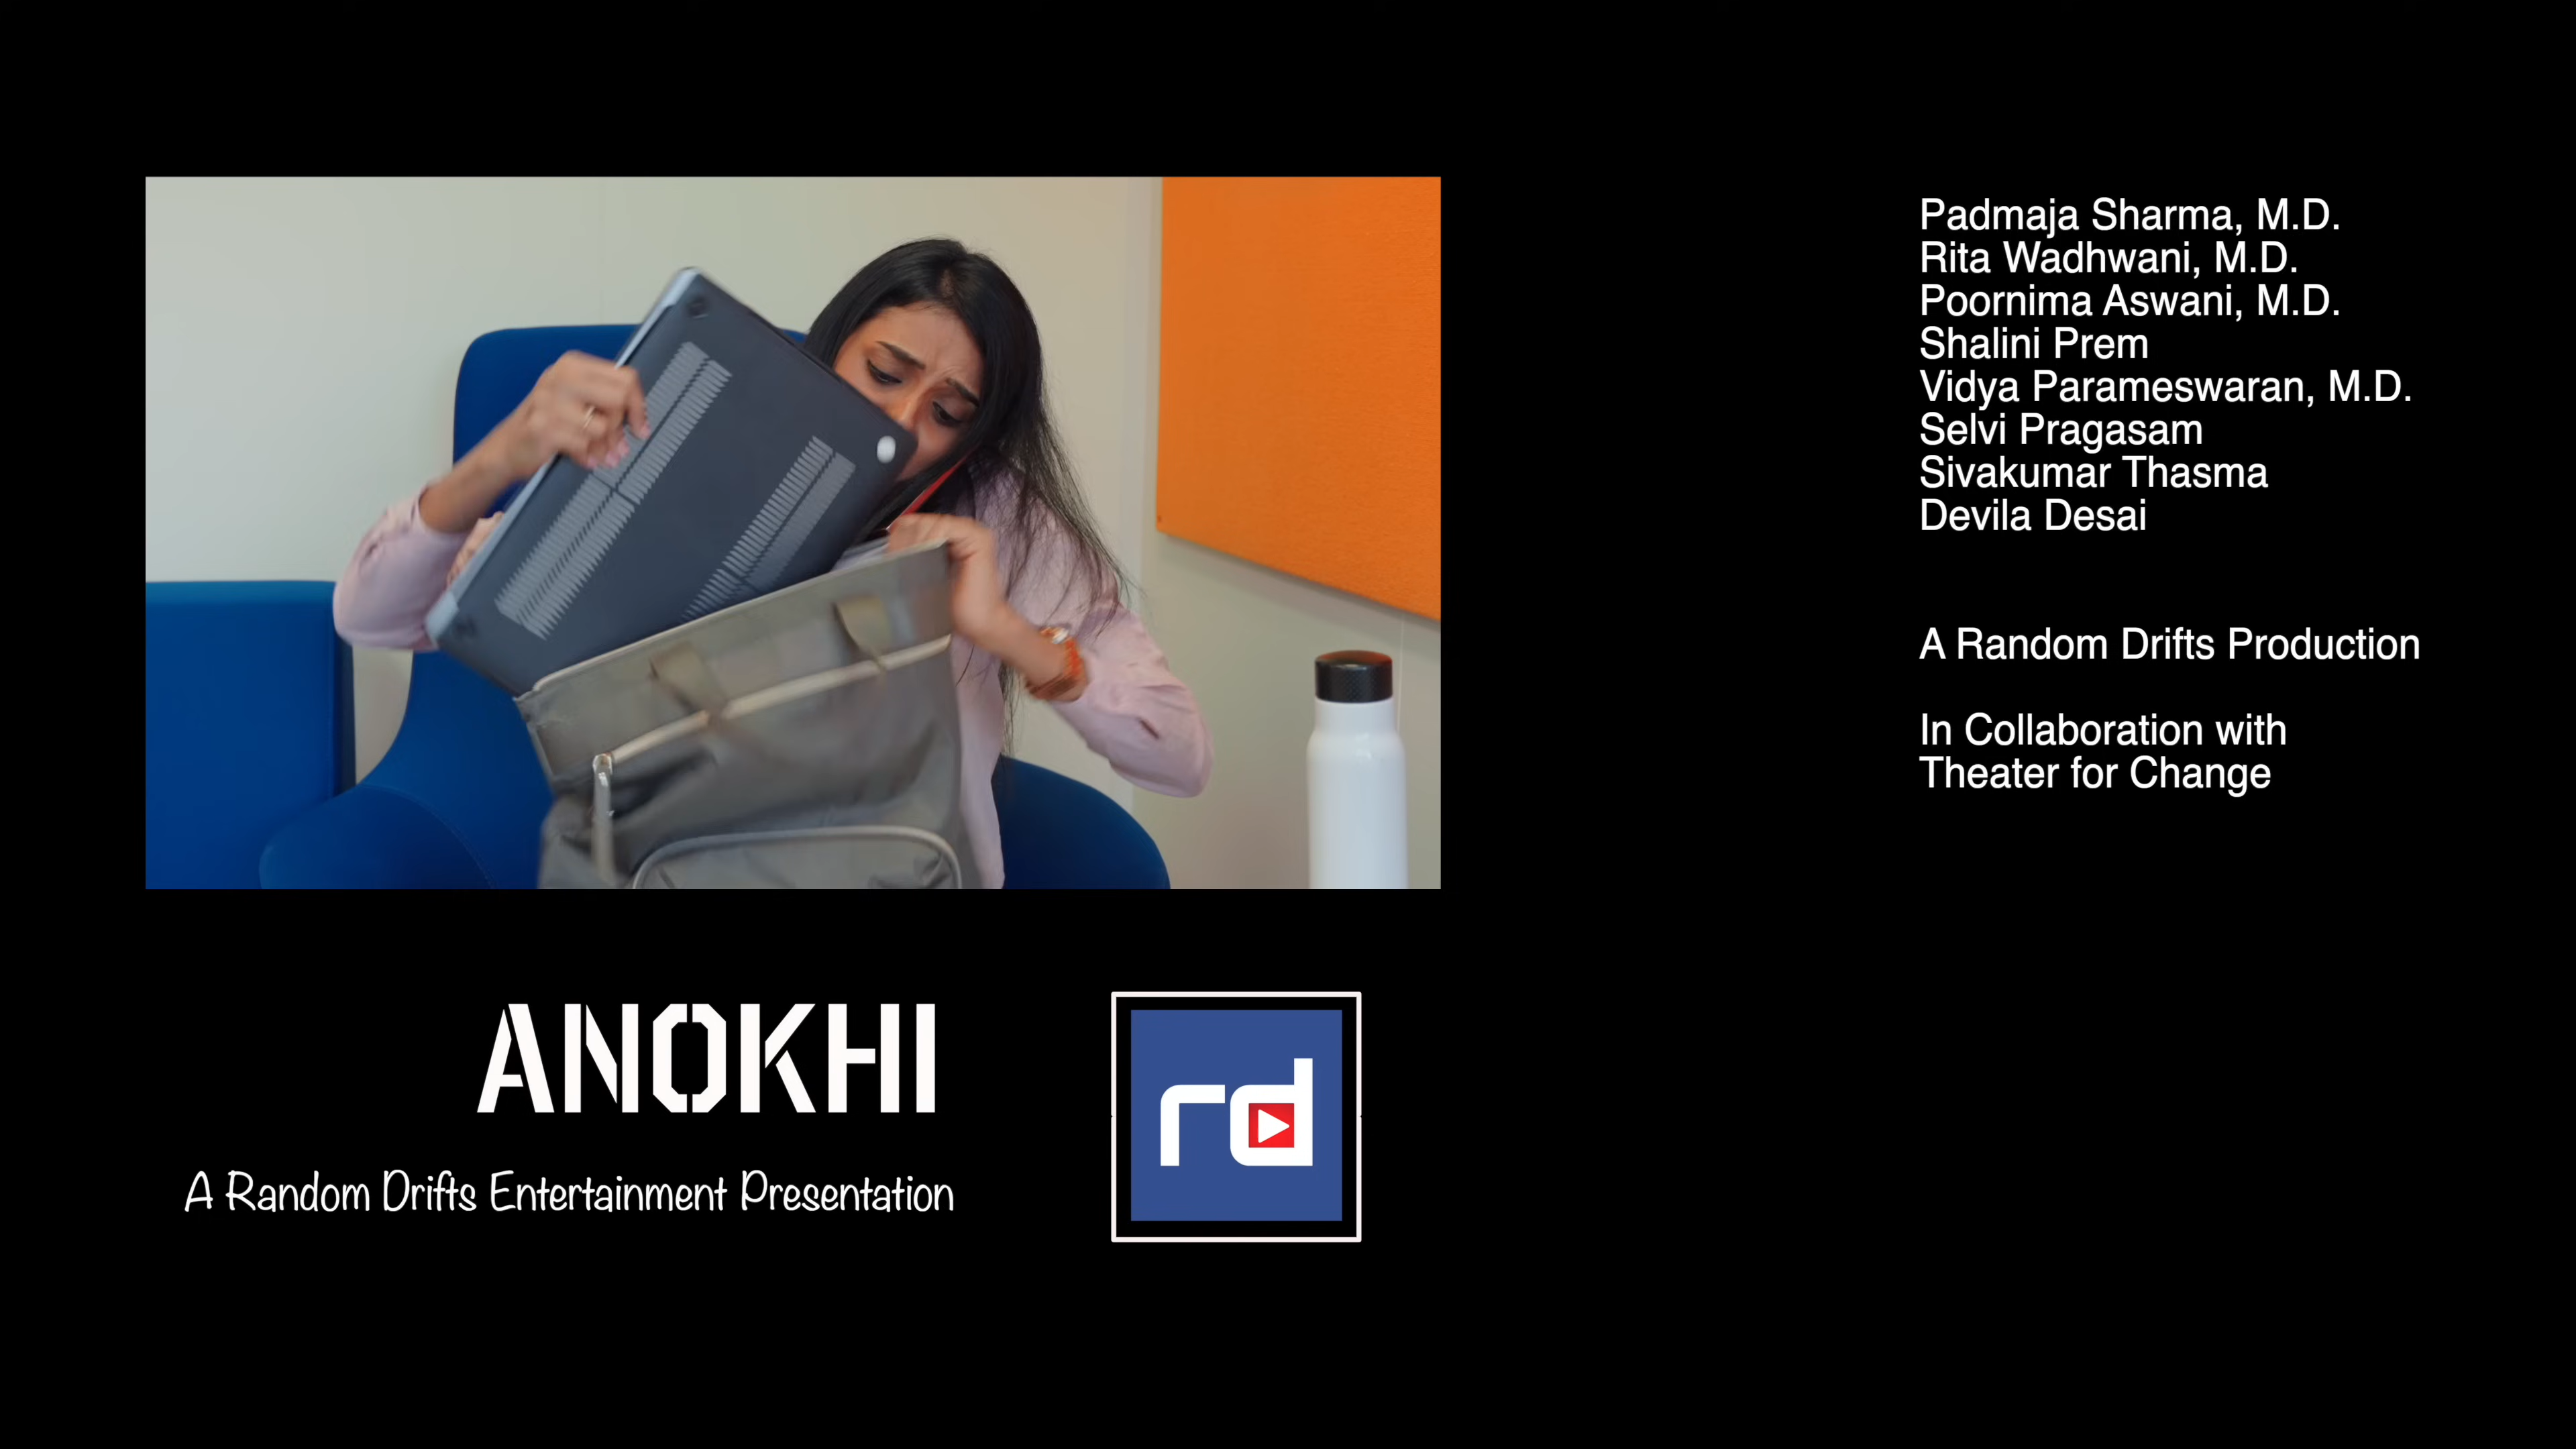 Padmaja Sharma, M.D.
Rita Wadhwani, M.D.
Poornima Aswani, M.D.
Shalini Prem
Vidya Parameswaran, M.D.
Selvi Pragasam
Sivakumar Thasma
Devila Desai
A Random Drifts Production
In Collaboration with
Theater for Change
ANOKHI
A Random Drifts Entertainment Presentation
rd